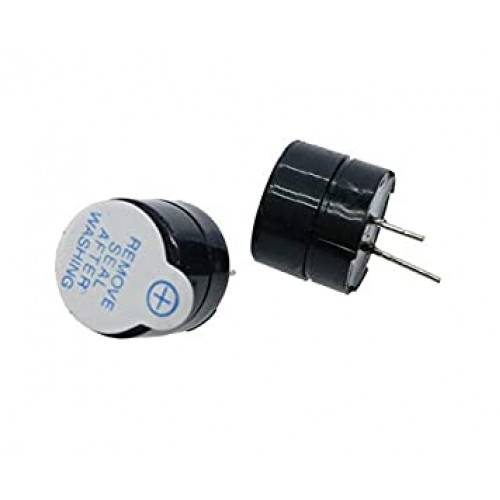 REMOVE
SEAL
AFTER
WASHING
+